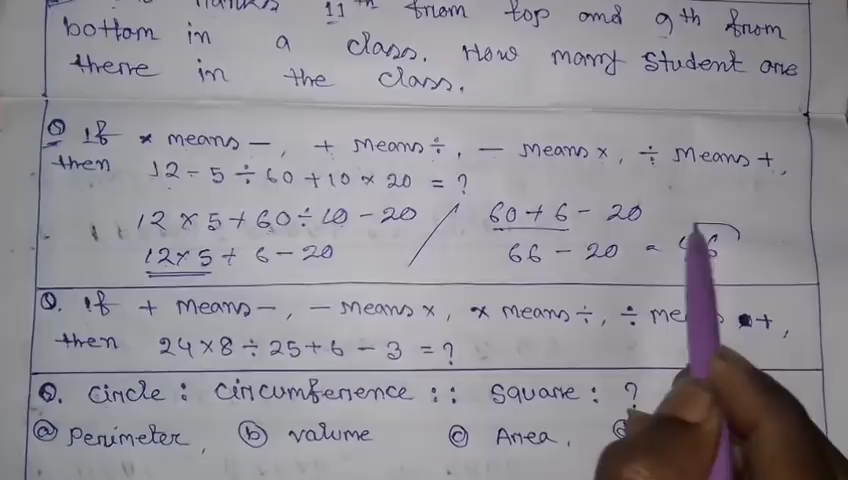 11th from top and 9th from
bottom in a class. How many student are
there in the class.
Q If × means −, + means ÷, − means ×, ÷ means +,
then 12 − 5 ÷ 60 + 10 × 20 = ?
12 × 5 + 60 ÷ 10 − 20 / 60 + 6 − 20
12 × 5 + 6 − 20 66 − 20 =
Q. If + means −, − means ×, × means ÷, ÷ +,
then 24 × 8 ÷ 25 + 6 − 3 = ?
Q. Circle : Circumference :: Square : ?
ⓐ Perimeter, ⓑ valume ⓒ Area.